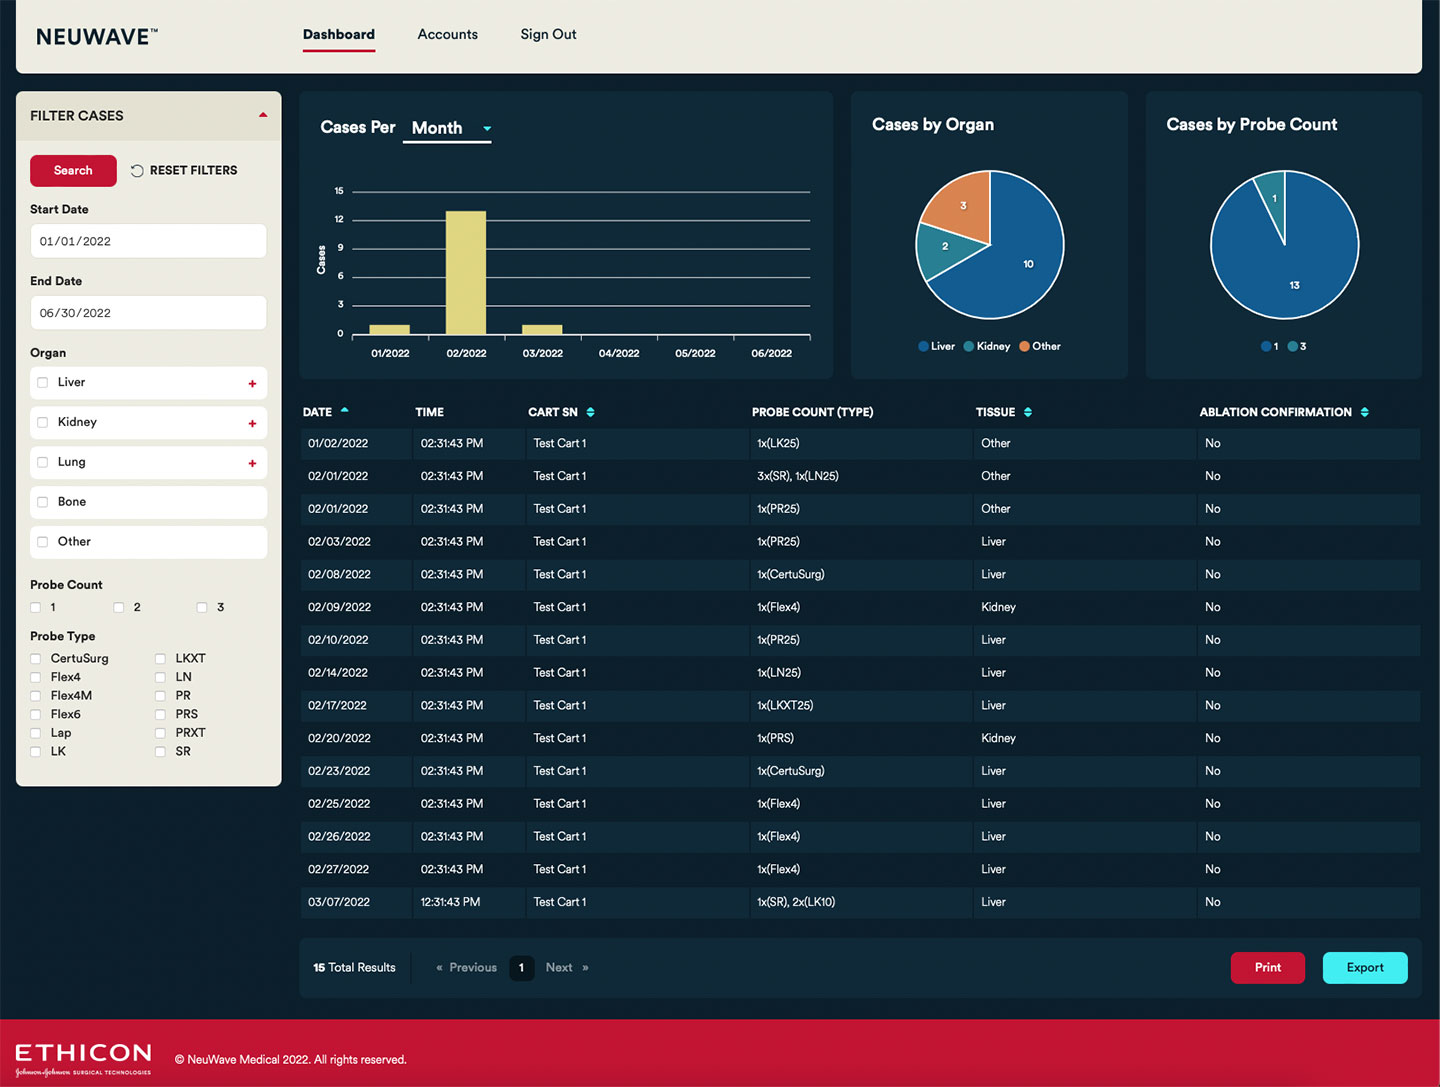 NEUWAVE™
Dashboard Accounts Sign Out
FILTER CASES
Search RESET FILTERS
Start Date
01/01/2022
End Date
06/30/2022
Organ
Liver +
Kidney +
Lung +
Bone
Other
Probe Count
1 2 3
Probe Type
CertuSurg LKXT
Flex4 LN
Flex4M PR
Flex6 PRS
Lap PRXT
LK SR
Cases Per Month
15
12
9
6
3
0
Cases
01/2022 02/2022 03/2022 04/2022 05/2022 06/2022
Cases by Organ
3
2
10
Liver Kidney Other
Cases by Probe Count
1
13
1 3
DATE TIME CART SN PROBE COUNT (TYPE) TISSUE ABLATION CONFIRMATION
01/02/2022 02:31:43 PM Test Cart 1 1x(LK25) Other No
02/01/2022 02:31:43 PM Test Cart 1 3x(SR), 1x(LN25) Other No
02/01/2022 02:31:43 PM Test Cart 1 1x(PR25) Other No
02/03/2022 02:31:43 PM Test Cart 1 1x(PR25) Liver No
02/08/2022 02:31:43 PM Test Cart 1 1x(CertuSurg) Liver No
02/09/2022 02:31:43 PM Test Cart 1 1x(Flex4) Kidney No
02/10/2022 02:31:43 PM Test Cart 1 1x(PR25) Liver No
02/14/2022 02:31:43 PM Test Cart 1 1x(LN25) Liver No
02/17/2022 02:31:43 PM Test Cart 1 1x(LKXT25) Liver No
02/20/2022 02:31:43 PM Test Cart 1 1x(PRS) Kidney No
02/23/2022 02:31:43 PM Test Cart 1 1x(CertuSurg) Liver No
02/25/2022 02:31:43 PM Test Cart 1 1x(Flex4) Liver No
02/26/2022 02:31:43 PM Test Cart 1 1x(Flex4) Liver No
02/27/2022 02:31:43 PM Test Cart 1 1x(Flex4) Liver No
03/07/2022 12:31:43 PM Test Cart 1 1x(SR), 2x(LK10) Liver No
15 Total Results « Previous 1 Next » Print Export
ETHICON
Johnson & Johnson SURGICAL TECHNOLOGIES
© NeuWave Medical 2022. All rights reserved.